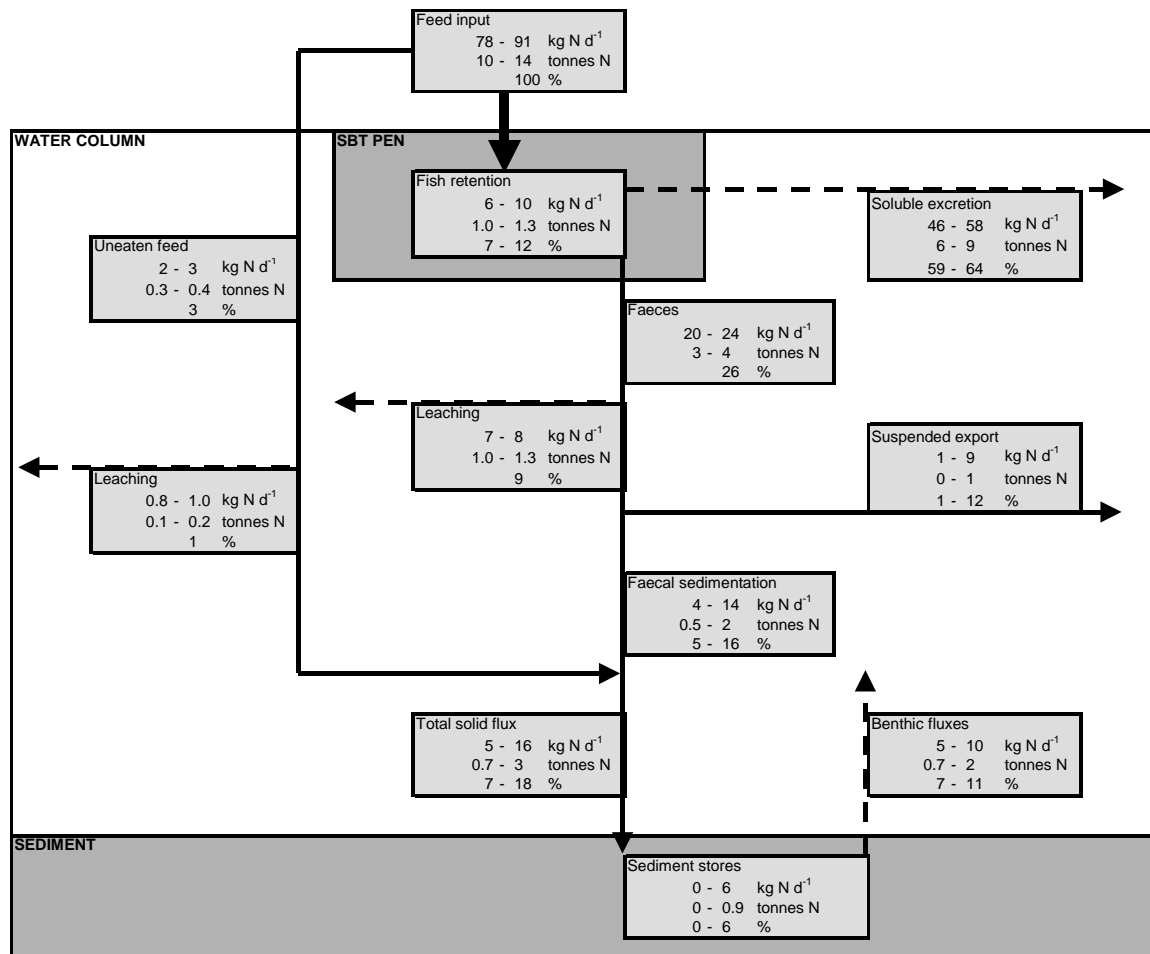 Feed input
78 - 91 kg N d-1
10 - 14 tonnes N
100 %
WATER COLUMN
SBT PEN
Fish retention
6 - 10 kg N d-1
1.0 - 1.3 tonnes N
7 - 12 %
Soluble excretion
46 - 58 kg N d-1
6 - 9 tonnes N
59 - 64 %
Uneaten feed
2 - 3 kg N d-1
0.3 - 0.4 tonnes N
3 %
Faeces
20 - 24 kg N d-1
3 - 4 tonnes N
26 %
Leaching
7 - 8 kg N d-1
1.0 - 1.3 tonnes N
9 %
Suspended export
1 - 9 kg N d-1
0 - 1 tonnes N
1 - 12 %
Leaching
0.8 - 1.0 kg N d-1
0.1 - 0.2 tonnes N
1 %
Faecal sedimentation
4 - 14 kg N d-1
0.5 - 2 tonnes N
5 - 16 %
Total solid flux
5 - 16 kg N d-1
0.7 - 3 tonnes N
7 - 18 %
Benthic fluxes
5 - 10 kg N d-1
0.7 - 2 tonnes N
7 - 11 %
SEDIMENT
Sediment stores
0 - 6 kg N d-1
0 - 0.9 tonnes N
0 - 6 %